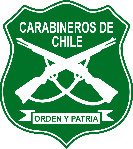 CARABINEROS DE
CHILE
ORDEN Y PATRIA